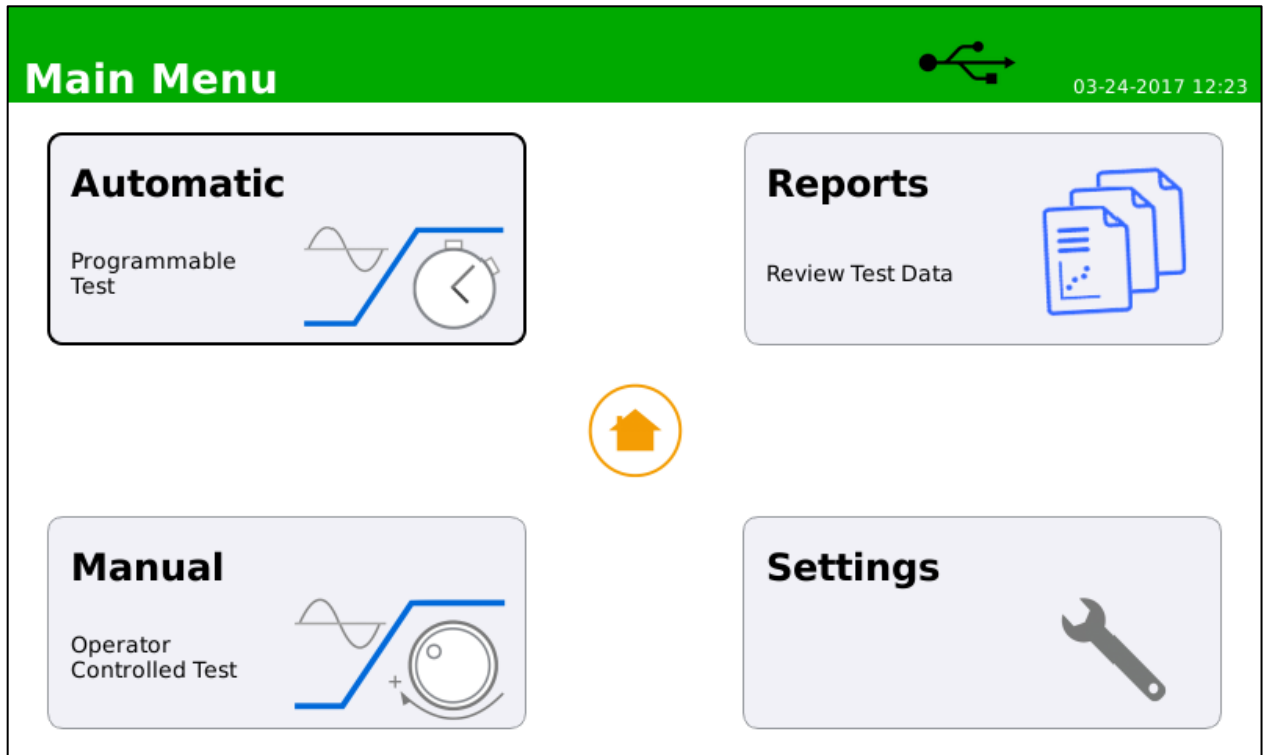 Main Menu
03-24-2017 12:23
Automatic
Programmable
Test
Reports
Review Test Data
Manual
Operator
Controlled Test
+
Settings